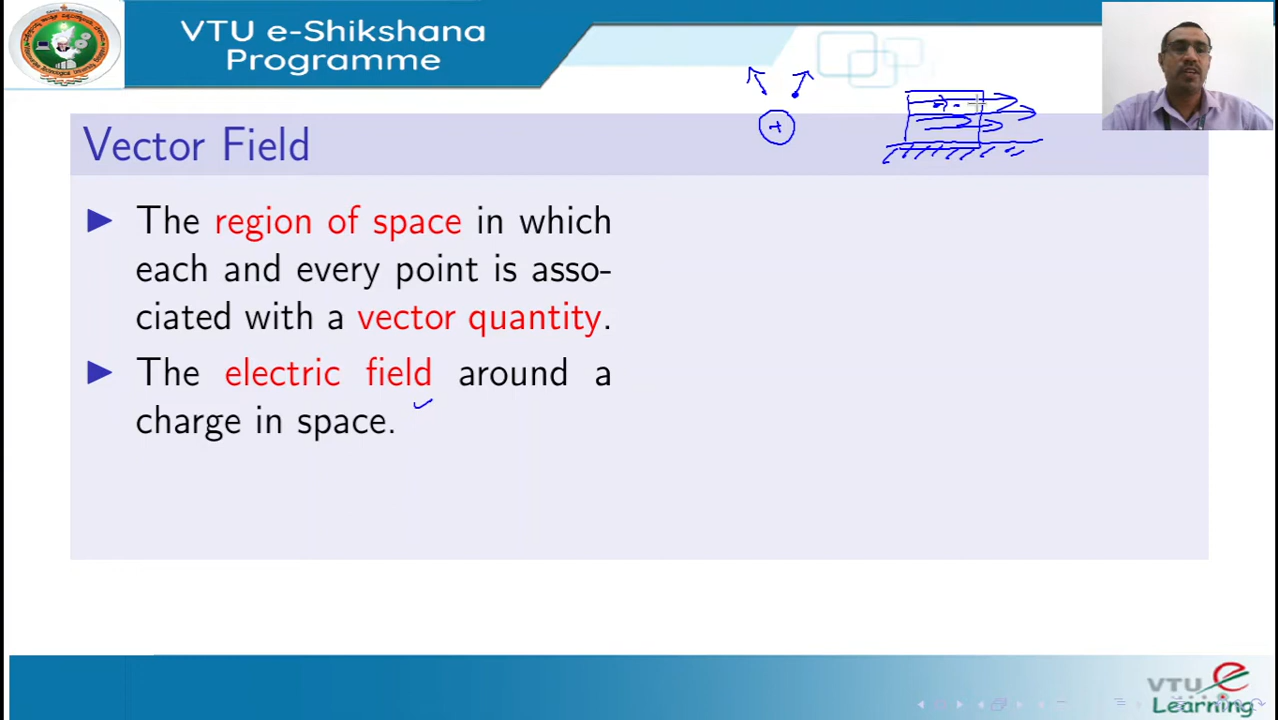 VTU e-Shikshana
Programme
Vector Field
The region of space in which
each and every point is asso-
ciated with a vector quantity.
The electric field around a
charge in space.
+
VTU e
Learning